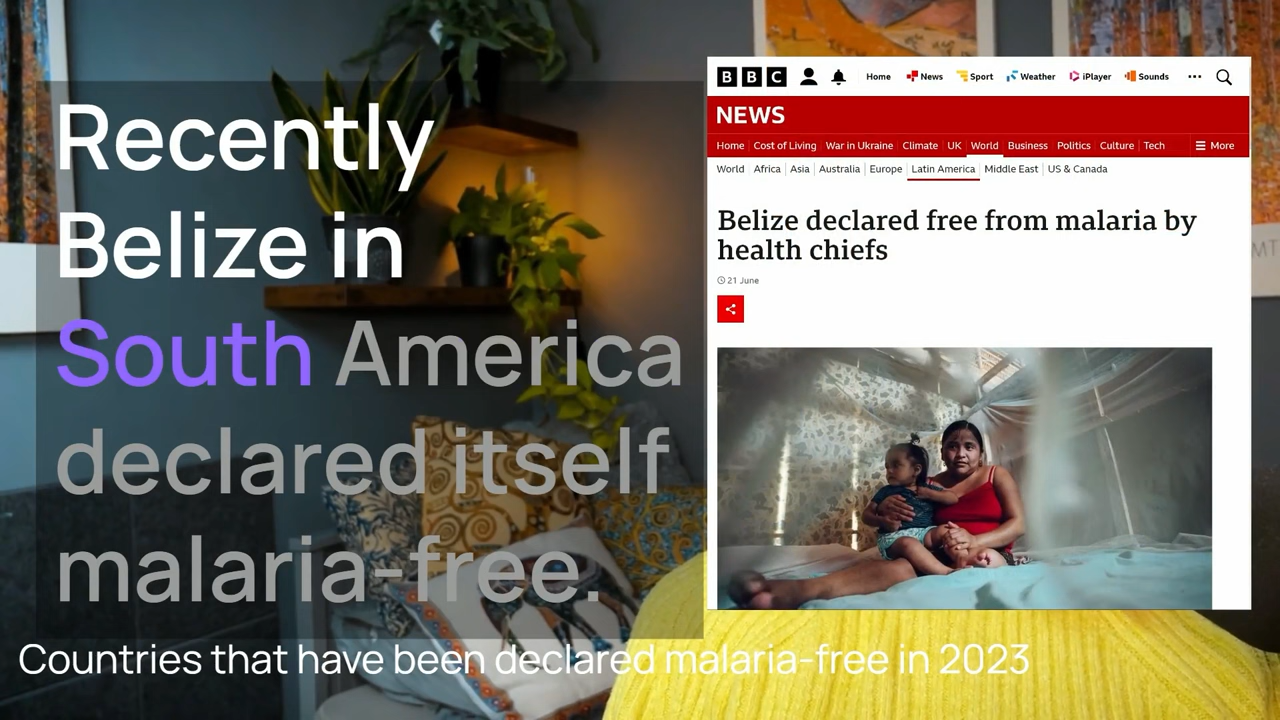 Recently
Belize in
South America
declared itself
malaria-free.
BBC Home News Sport Weather iPlayer Sounds
NEWS
Home Cost of Living War in Ukraine Climate UK World Business Politics Culture Tech More
World Africa Asia Australia Europe Latin America Middle East US & Canada
Belize declared free from malaria by
health chiefs
21 June
Countries that have been declared malaria-free in 2023